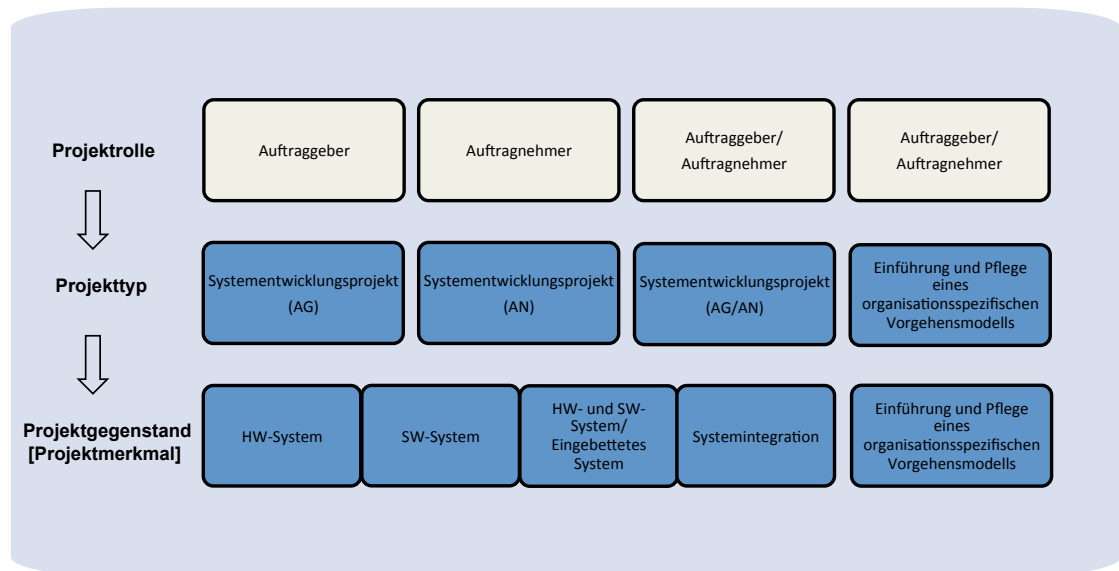 Projektrolle
Auftraggeber
Auftragnehmer
Auftraggeber/
Auftragnehmer
Auftraggeber/
Auftragnehmer
Projekttyp
Systementwicklungsprojekt
(AG)
Systementwicklungsprojekt
(AN)
Systementwicklungsprojekt
(AG/AN)
Einführung und Pflege
eines
organisationsspezifischen
Vorgehensmodells
Projektgegenstand
[Projektmerkmal]
HW-System
SW-System
HW- und SW-
System/
Eingebettetes
System
Systemintegration
Einführung und Pflege
eines
organisationsspezifischen
Vorgehensmodells